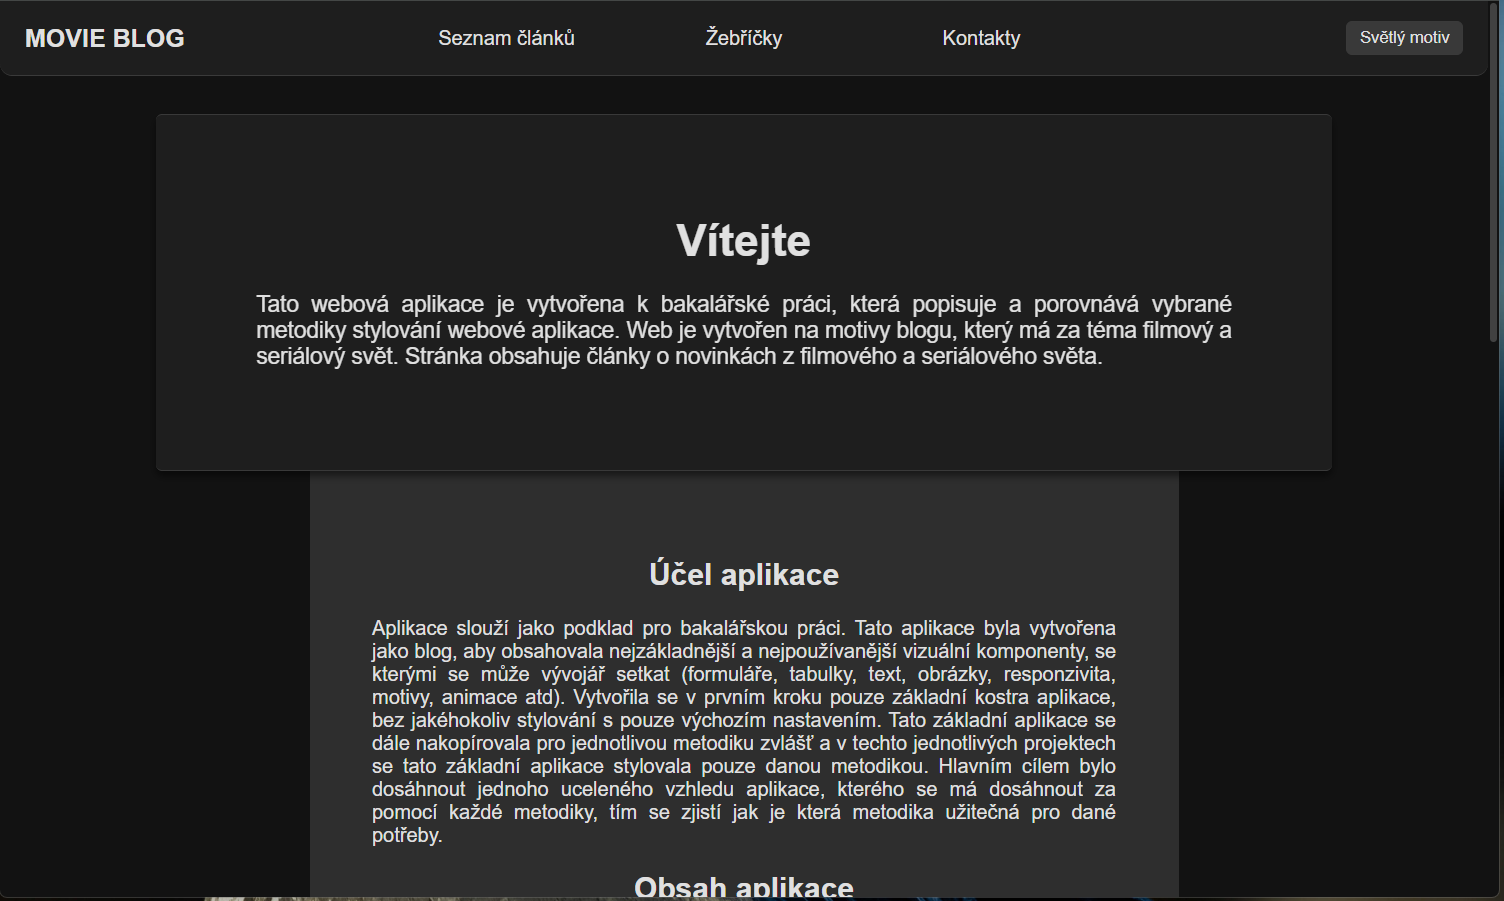 MOVIE BLOG
Seznam článků
Žebříčky
Kontakty
Světlý motiv
Vítejte
Tato webová aplikace je vytvořena k bakalářské práci, která popisuje a porovnává vybrané
metodiky stylování webové aplikace. Web je vytvořen na motivy blogu, který má za téma filmový a
seriálový svět. Stránka obsahuje články o novinkách z filmového a seriálového světa.
Účel aplikace
Aplikace slouží jako podklad pro bakalářskou práci. Tato aplikace byla vytvořena
jako blog, aby obsahovala nejzákladnější a nejpoužívanější vizuální komponenty, se
kterými se může vývojář setkat (formuláře, tabulky, text, obrázky, responzivita,
motivy, animace atd). Vytvořila se v prvním kroku pouze základní kostra aplikace,
bez jakéhokoliv stylování s pouze výchozím nastavením. Tato základní aplikace se
dále nakopírovala pro jednotlivou metodiku zvlášť a v techto jednotlivých projektech
se tato základní aplikace stylovala pouze danou metodikou. Hlavním cílem bylo
dosáhnout jednoho uceleného vzhledu aplikace, kterého se má dosáhnout za
pomocí každé metodiky, tím se zjistí jak je která metodika užitečná pro dané
potřeby.
Obsah aplikace